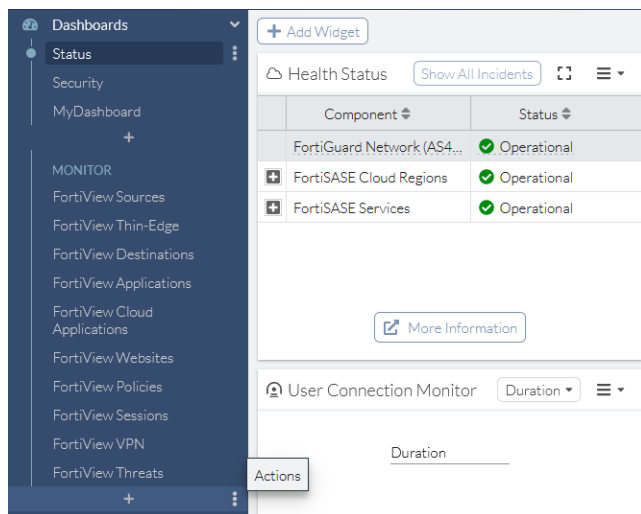 Dashboards
Status
Security
MyDashboard
+
MONITOR
FortiView Sources
FortiView Thin-Edge
FortiView Destinations
FortiView Applications
FortiView Cloud
Applications
FortiView Websites
FortiView Policies
FortiView Sessions
FortiView VPN
FortiView Threats
+
Actions
+ Add Widget
Health Status Show All Incidents
Component Status
FortiGuard Network (AS4... Operational
FortiSASE Cloud Regions Operational
FortiSASE Services Operational
More Information
User Connection Monitor Duration
Duration